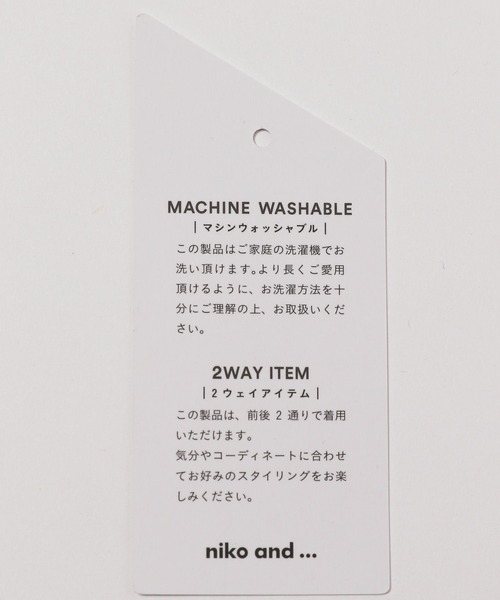 MACHINE WASHABLE
|マシンウォッシャブル|
この製品はご家庭の洗濯機でお
洗い頂けます。より長くご愛用
頂けるように、お洗濯方法を十
分にご理解の上、お取扱いくだ
さい。
2WAY ITEM
|2ウェイアイテム|
この製品は、前後 2 通りで着用
いただけます。
気分やコーディネートに合わせ
てお好みのスタイリングをお楽
しみください。
niko and ...